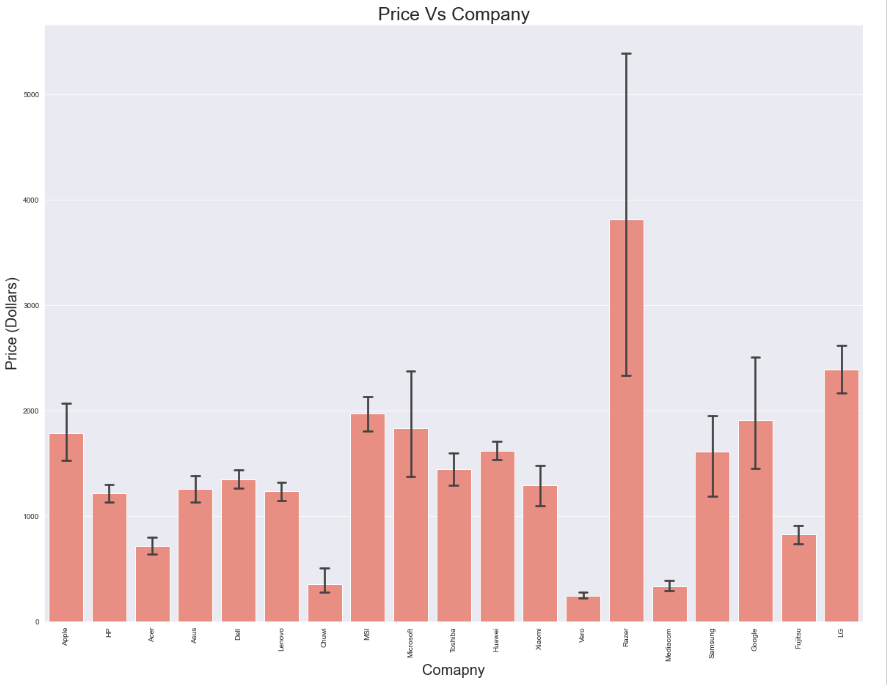 Price Vs Company
Price (Dollars)
5000
4000
3000
2000
1000
0
Apple
HP
Acer
Asus
Dell
Lenovo
Chuwi
MSI
Microsoft
Toshiba
Huawei
Xiaomi
Vero
Razer
Mediacom
Samsung
Google
Fujitsu
LG
Comapny